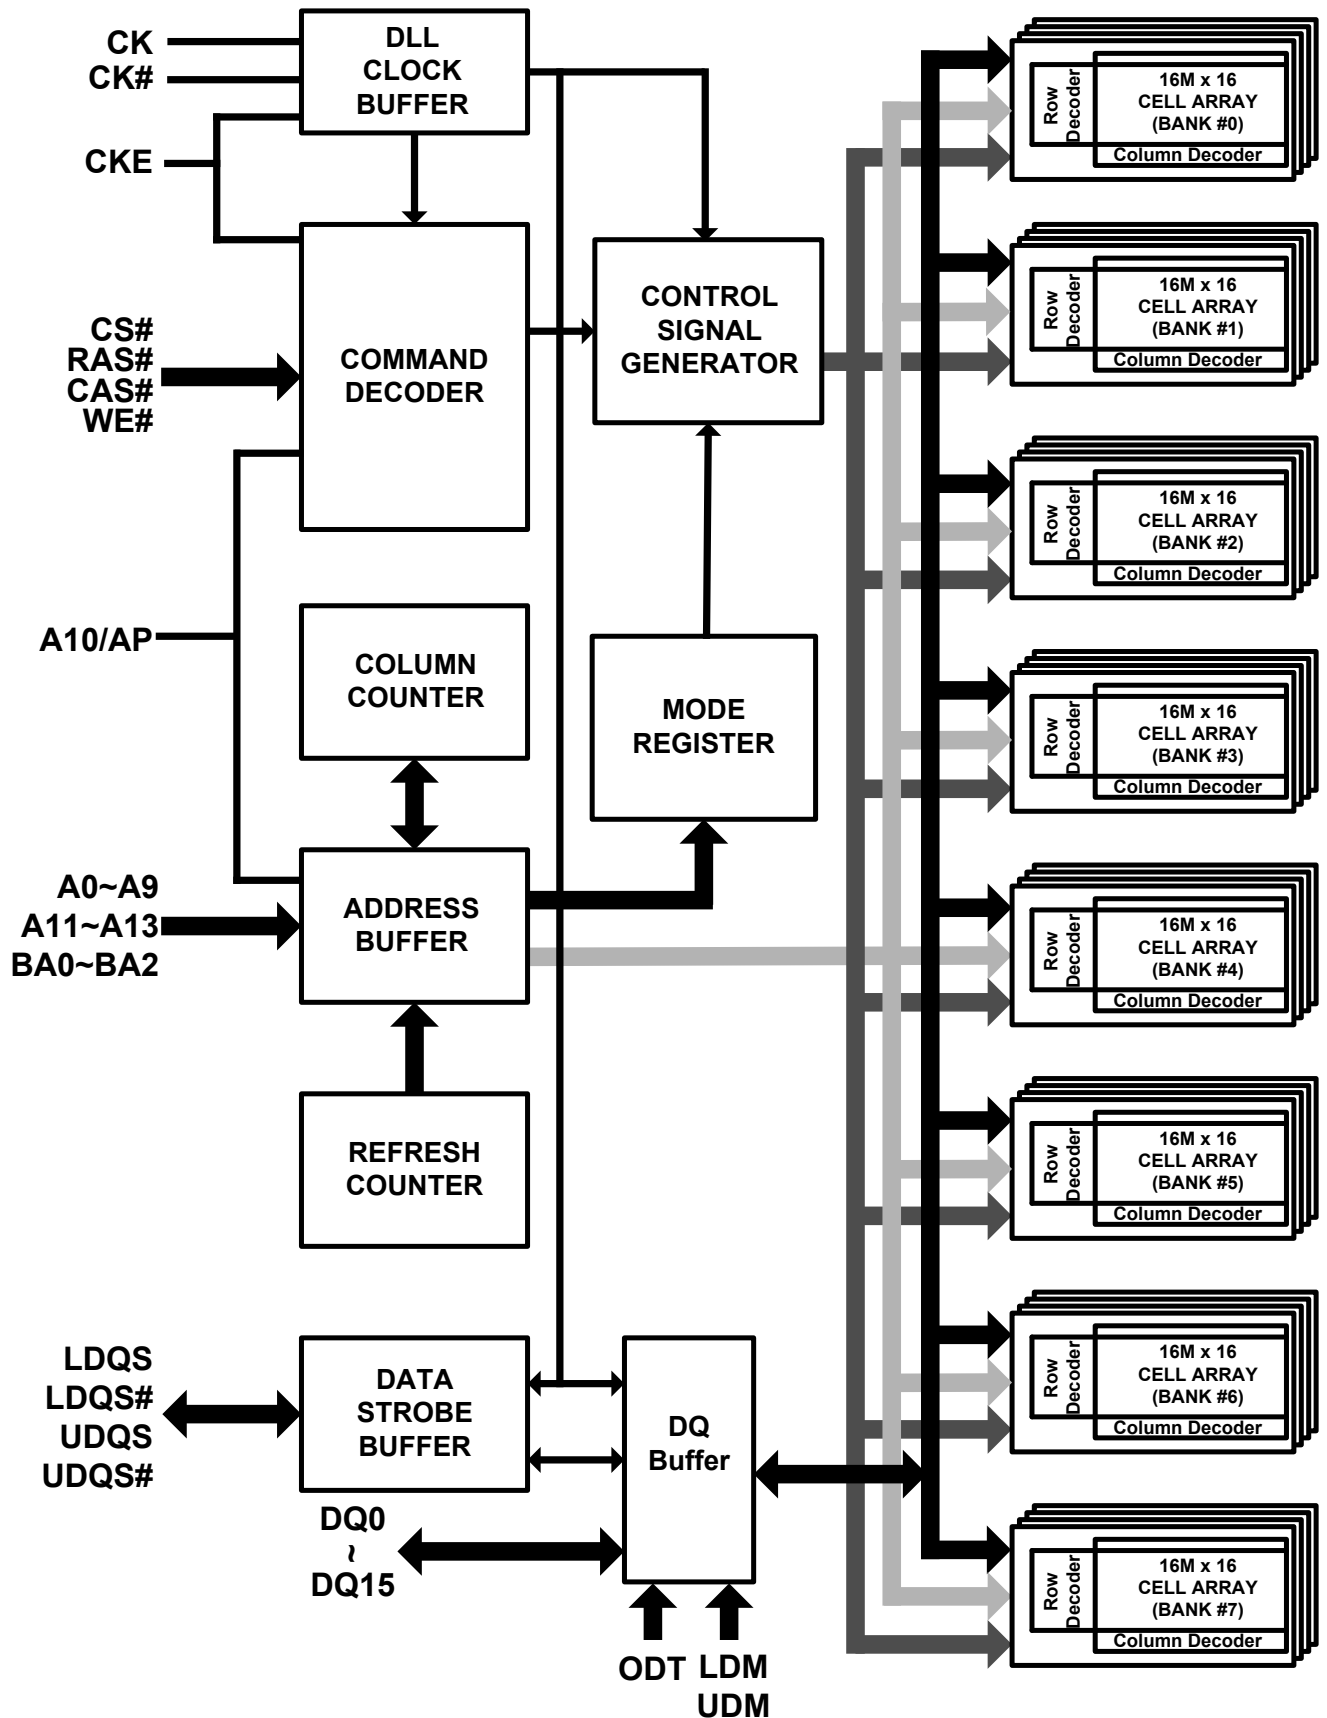 CK
CK#
CKE
CS#
RAS#
CAS#
WE#
A10/AP
A0~A9
A11~A13
BA0~BA2
LDQS
LDQS#
UDQS
UDQS#
DQ0
~
DQ15
DLL
CLOCK
BUFFER
COMMAND
DECODER
COLUMN
COUNTER
ADDRESS
BUFFER
REFRESH
COUNTER
DATA
STROBE
BUFFER
CONTROL
SIGNAL
GENERATOR
MODE
REGISTER
DQ
Buffer
ODT
LDM
UDM
Row
Decoder
16M x 16
CELL ARRAY
(BANK #0)
Column Decoder
Row
Decoder
16M x 16
CELL ARRAY
(BANK #1)
Column Decoder
Row
Decoder
16M x 16
CELL ARRAY
(BANK #2)
Column Decoder
Row
Decoder
16M x 16
CELL ARRAY
(BANK #3)
Column Decoder
Row
Decoder
16M x 16
CELL ARRAY
(BANK #4)
Column Decoder
Row
Decoder
16M x 16
CELL ARRAY
(BANK #5)
Column Decoder
Row
Decoder
16M x 16
CELL ARRAY
(BANK #6)
Column Decoder
Row
Decoder
16M x 16
CELL ARRAY
(BANK #7)
Column Decoder